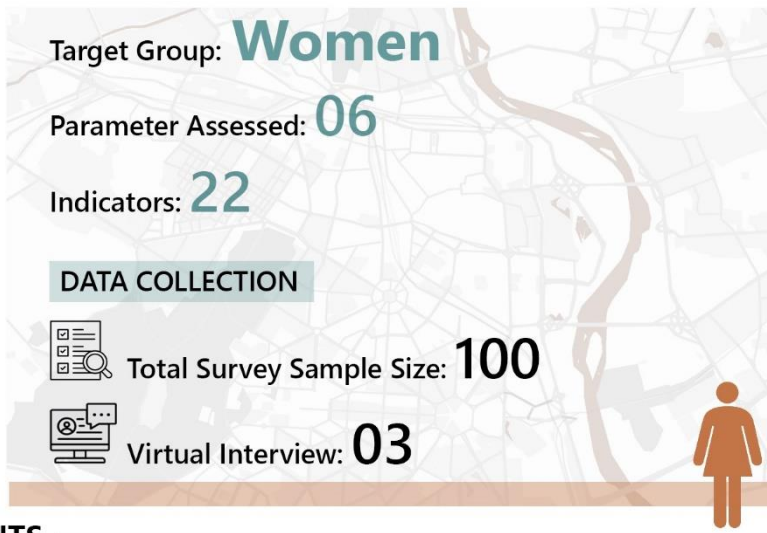 Target Group: Women
Parameter Assessed: 06
Indicators: 22
DATA COLLECTION
Total Survey Sample Size: 100
Virtual Interview: 03